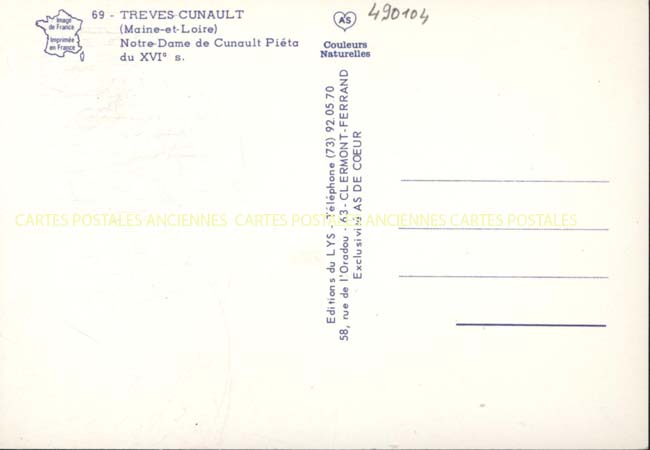 Image
de France
Imprimée
en France
69 - TREVES-CUNAULT
(Maine-et-Loire)
Notre-Dame de Cunault Piéta
du XVIe s.
AS
Couleurs
Naturelles
490104
Editions du LYS - Téléphone (73) 92.05 70
58, rue de l'Oradou - 63 - CLERMONT-FERRAND
Exclusivité AS DE COEUR
CARTES POSTALES ANCIENNES CARTES POSTALES ANCIENNES CARTES POSTALES